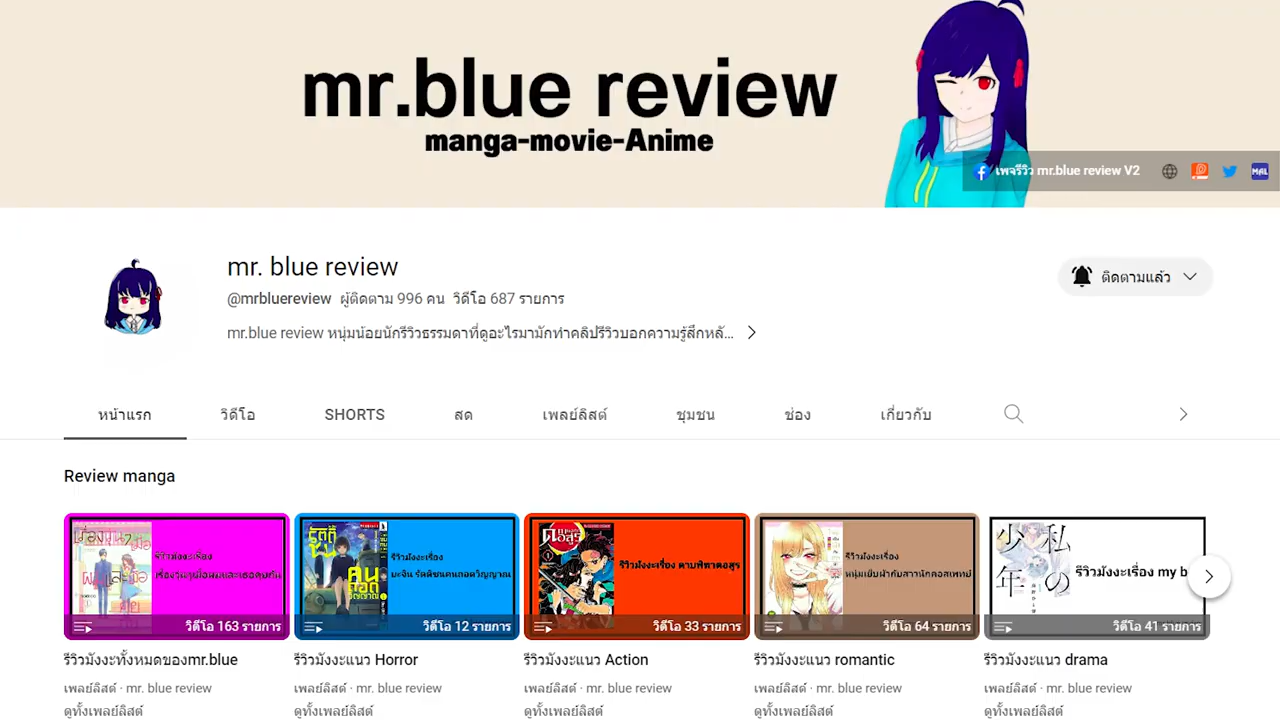 mr.blue review
manga-movie-Anime
เพจรีวิว mr.blue review V2
MAL
mr. blue review
@mrbluereview ผู้ติดตาม 996 คน วิดีโอ 687 รายการ
mr.blue review หนุ่มน้อยนักรีวิวธรรมดาที่ดูอะไรมามักทำคลิปรีวิวบอกความรู้สึกหลั...
ติดตามแล้ว
หน้าแรก วิดีโอ SHORTS สด เพลย์ลิสต์ ชุมชน ช่อง เกี่ยวกับ
Review manga
รีวิวมังงะเรื่อง
รีวิวมังงะเรื่อง
รีวิวมังงะเรื่อง ดาบพิฆาตอสูร
รีวิวมังงะเรื่อง
หนุ่มเย็บผ้ากับสาวนักคอสเพลย์
私の少年
รีวิวมังงะเรื่อง my b
วิดีโอ 163 รายการ
วิดีโอ 12 รายการ
วิดีโอ 33 รายการ
วิดีโอ 64 รายการ
วิดีโอ 41 รายการ
รีวิวมังงะทั้งหมดของmr.blue
รีวิวมังงะแนว Horror
รีวิวมังงะแนว Action
รีวิวมังงะแนว romantic
รีวิวมังงะแนว drama
เพลย์ลิสต์ · mr. blue review
เพลย์ลิสต์ · mr. blue review
เพลย์ลิสต์ · mr. blue review
เพลย์ลิสต์ · mr. blue review
เพลย์ลิสต์ · mr. blue review
ดูทั้งเพลย์ลิสต์
ดูทั้งเพลย์ลิสต์
ดูทั้งเพลย์ลิสต์
ดูทั้งเพลย์ลิสต์
ดูทั้งเพลย์ลิสต์